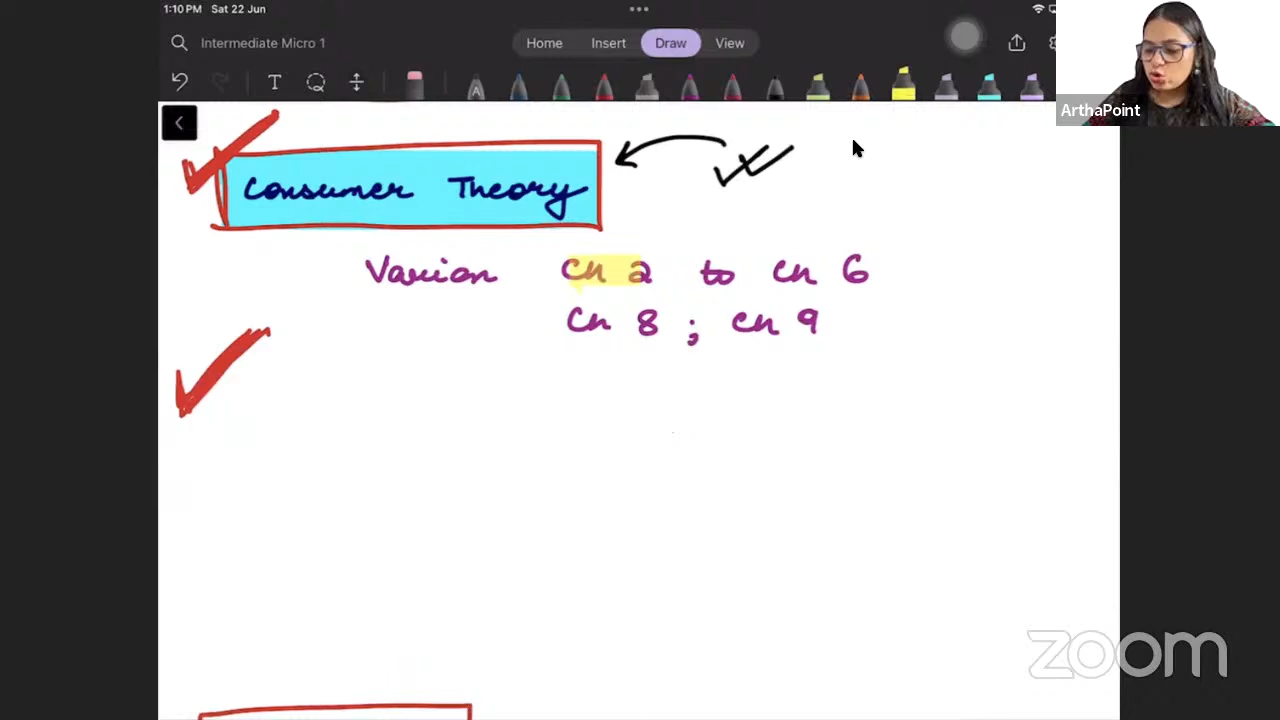 1:10 PM Sat 22 Jun
Intermediate Micro 1
Home Insert Draw View
T
A
ArthaPoint
Consumer Theory
Varian Ch 2 to Ch 6
Ch 8 ; Ch 9
zoom